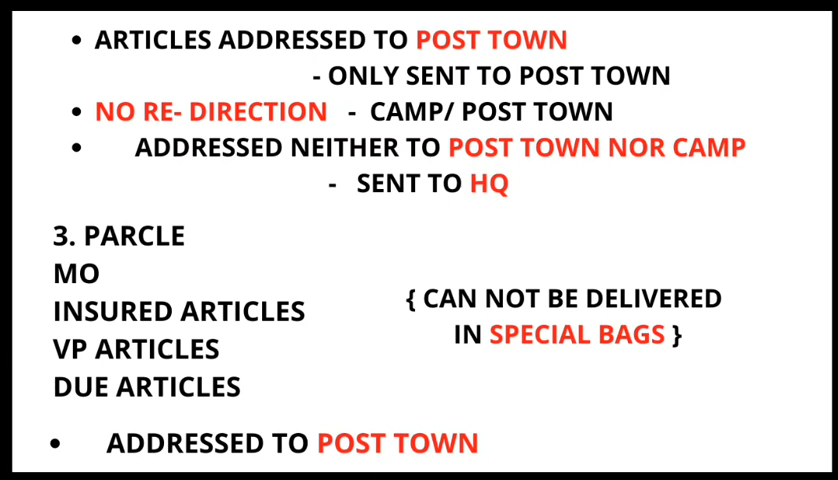 • ARTICLES ADDRESSED TO POST TOWN
- ONLY SENT TO POST TOWN
• NO RE- DIRECTION - CAMP/ POST TOWN
• ADDRESSED NEITHER TO POST TOWN NOR CAMP
- SENT TO HQ
3. PARCLE
MO
INSURED ARTICLES
{ CAN NOT BE DELIVERED
IN SPECIAL BAGS }
VP ARTICLES
DUE ARTICLES
• ADDRESSED TO POST TOWN